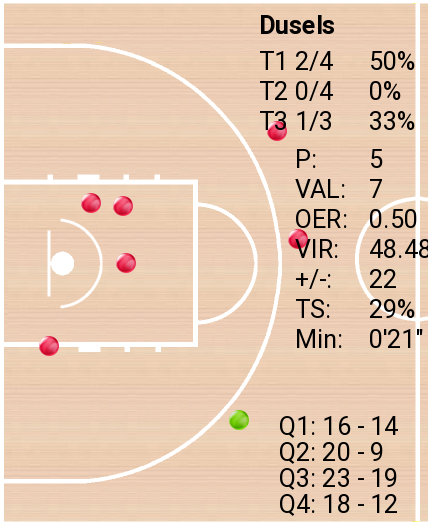 Dusels
T1 2/4 50%
T2 0/4 0%
T3 1/3 33%
P: 5
VAL: 7
OER: 0.50
VIR: 48.48
+/-: 22
TS: 29%
Min: 0'21"
Q1: 16 - 14
Q2: 20 - 9
Q3: 23 - 19
Q4: 18 - 12